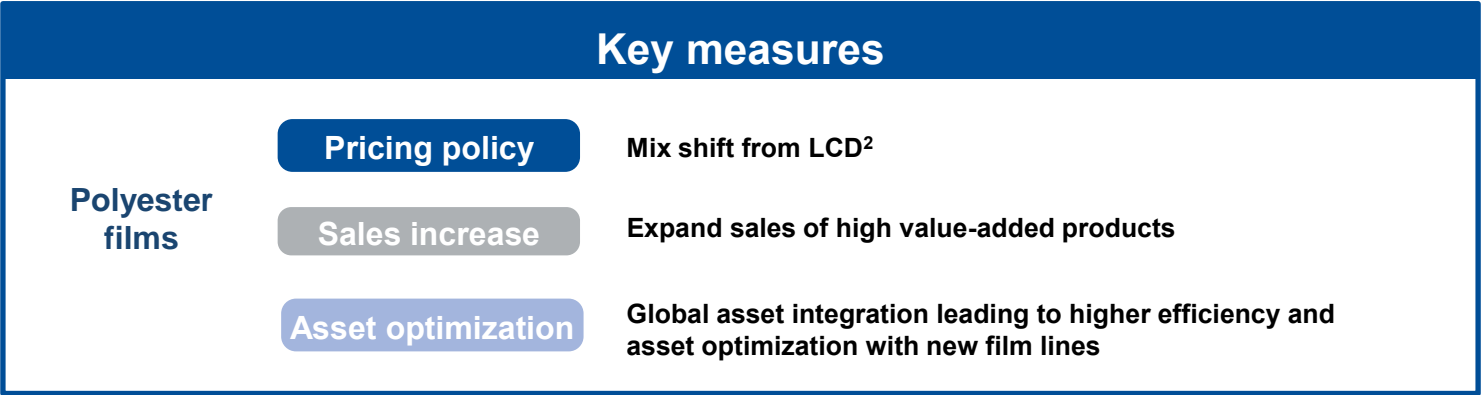 Key measures
Polyester
films
Pricing policy
Mix shift from LCD²
Sales increase
Expand sales of high value-added products
Asset optimization
Global asset integration leading to higher efficiency and
asset optimization with new film lines